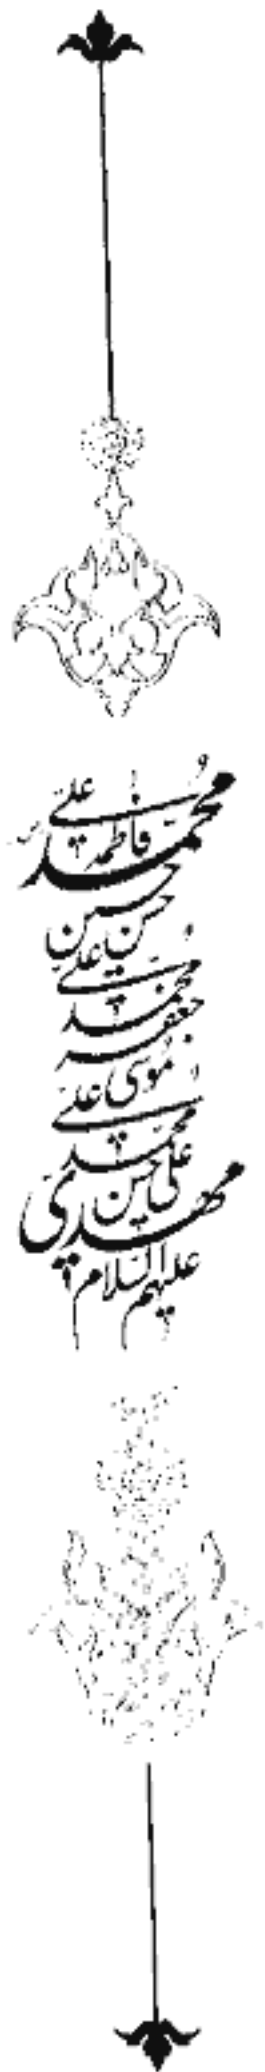 محمد علی
فاطمه
حسن حسین
علی
محمد
جعفر
موسی علی
محمد
علی حسن
مهدی
علیهم السلام